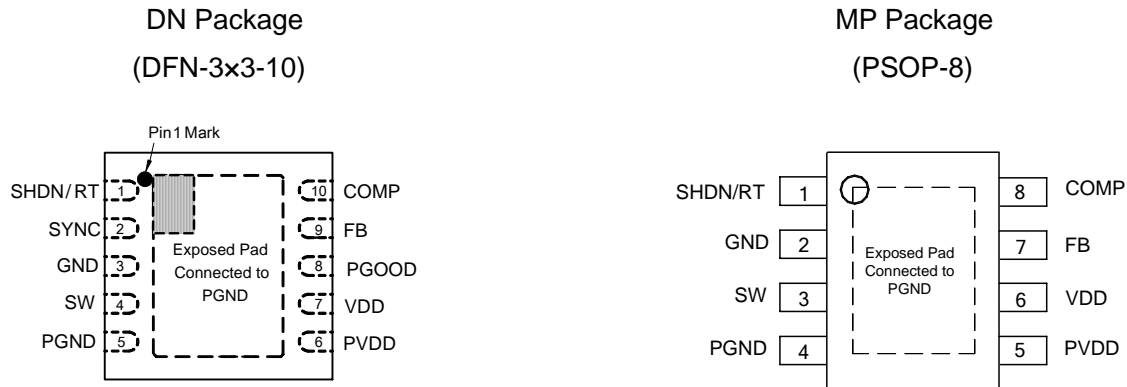 DN Package
(DFN-3×3-10)
Pin1 Mark
SHDN/RT 1
SYNC 2
GND 3
SW 4
PGND 5
10 COMP
9 FB
8 PGOOD
7 VDD
6 PVDD
Exposed Pad
Connected to
PGND
MP Package
(PSOP-8)
SHDN/RT 1
GND 2
SW 3
PGND 4
8 COMP
7 FB
6 VDD
5 PVDD
Exposed Pad
Connected to
PGND